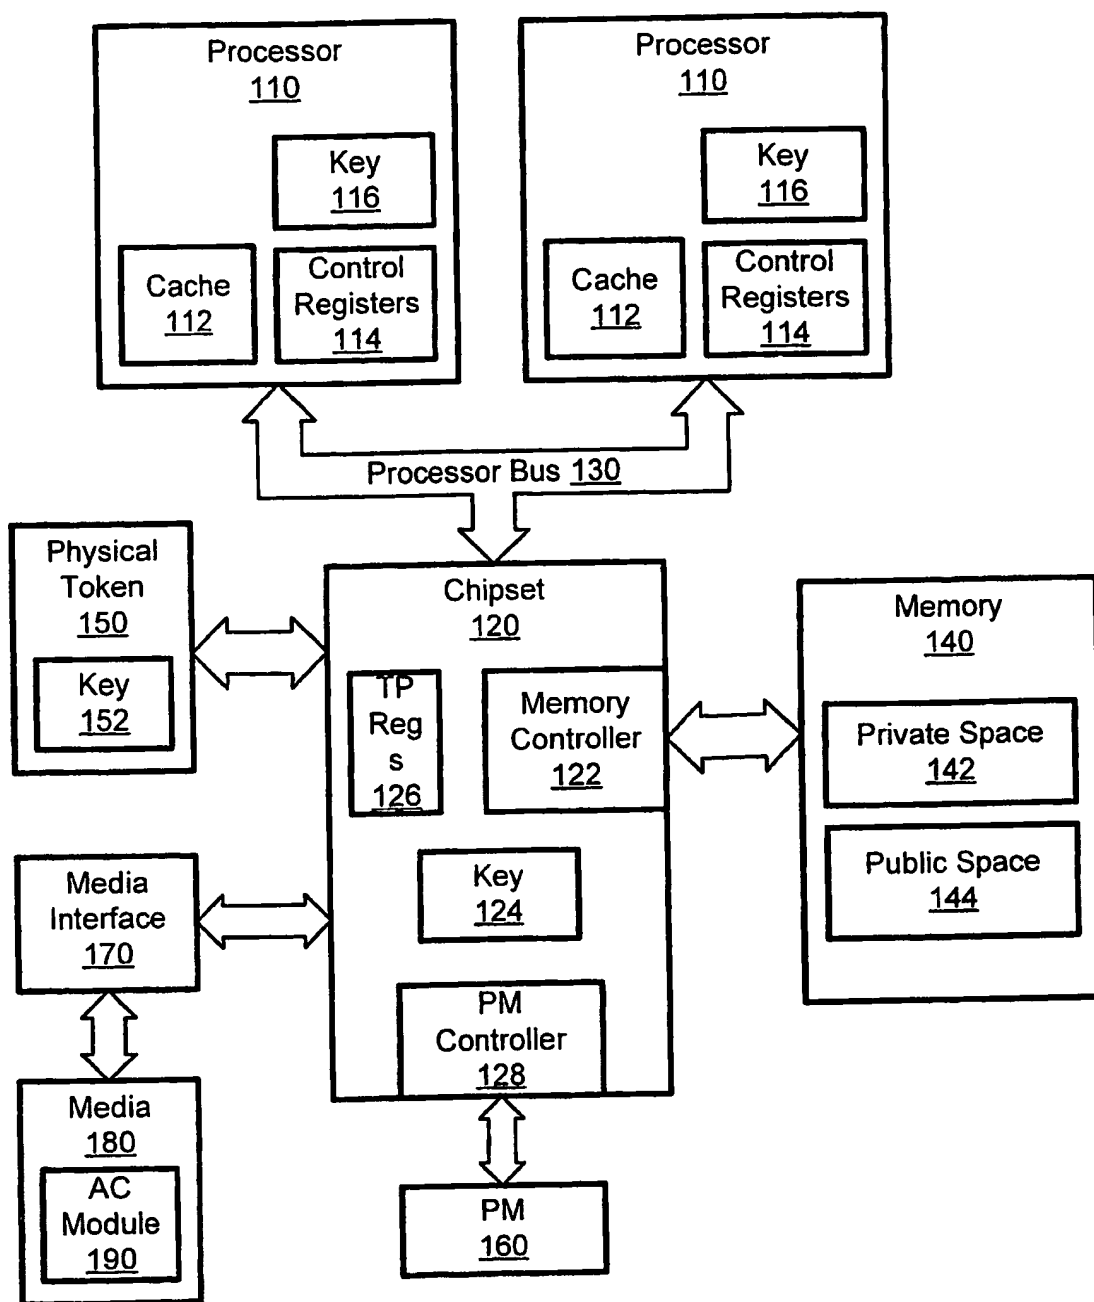 Processor
110
Key
116
Cache
112
Control
Registers
114
Processor
110
Key
116
Cache
112
Control
Registers
114
Processor Bus 130
Physical
Token
150
Key
152
Chipset
120
TP
Reg
s
126
Memory
Controller
122
Key
124
PM
Controller
128
Memory
140
Private Space
142
Public Space
144
Media
Interface
170
Media
180
AC
Module
190
PM
160